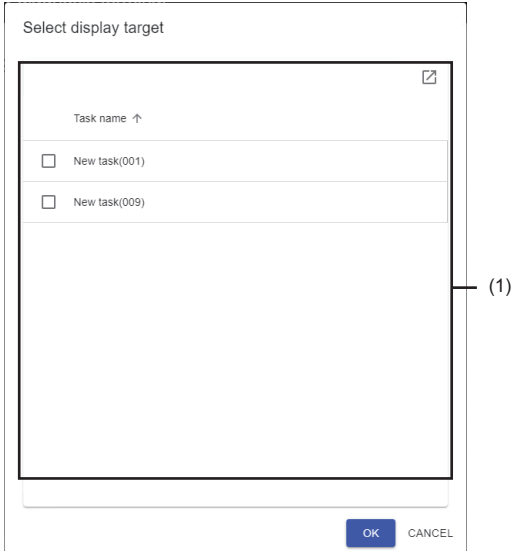 Select display target
Task name ↑
New task(001)
New task(009)
(1)
OK CANCEL